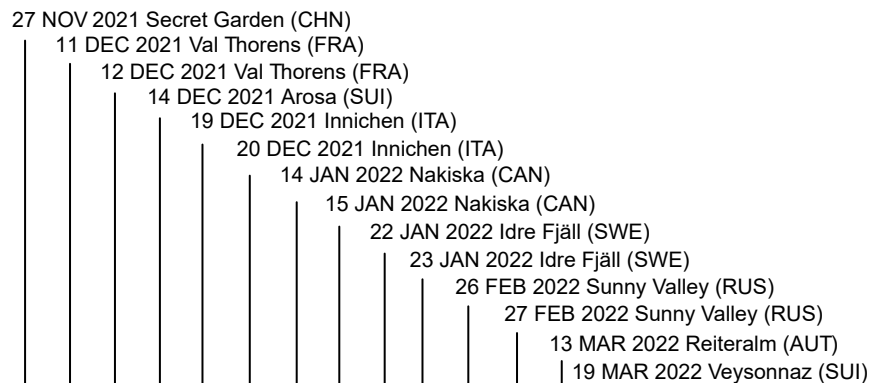 27 NOV 2021 Secret Garden (CHN)
11 DEC 2021 Val Thorens (FRA)
12 DEC 2021 Val Thorens (FRA)
14 DEC 2021 Arosa (SUI)
19 DEC 2021 Innichen (ITA)
20 DEC 2021 Innichen (ITA)
14 JAN 2022 Nakiska (CAN)
15 JAN 2022 Nakiska (CAN)
22 JAN 2022 Idre Fjäll (SWE)
23 JAN 2022 Idre Fjäll (SWE)
26 FEB 2022 Sunny Valley (RUS)
27 FEB 2022 Sunny Valley (RUS)
13 MAR 2022 Reiteralm (AUT)
19 MAR 2022 Veysonnaz (SUI)